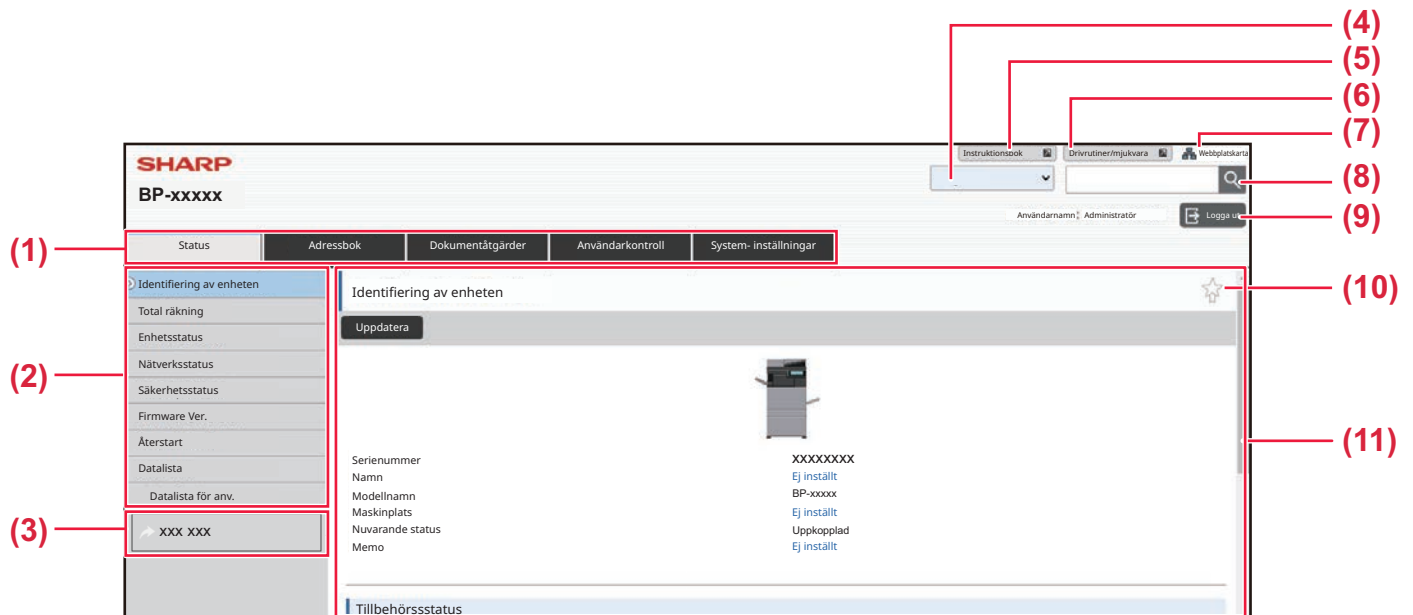 (4)
(5)
(6)
(7)
Instruktionsbok Drivrutiner/mjukvara Webbplatskarta
SHARP
(8)
BP-xxxxx
Användarnamn: Administratör Logga ut
(9)
(1)
Status Adressbok Dokumentåtgärder Användarkontroll System- inställningar
Identifiering av enheten
Identifiering av enheten
(10)
Total räkning
Uppdatera
Enhetsstatus
Nätverksstatus
(2)
Säkerhetsstatus
Firmware Ver.
Återstart
(11)
Datalista
Datalista för anv.
(3)
xxx xxx
Serienummer XXXXXXXX
Namn Ej inställt
Modellnamn BP-xxxxx
Maskinplats Ej inställt
Nuvarande status Uppkopplad
Memo Ej inställt
Tillbehörssstatus